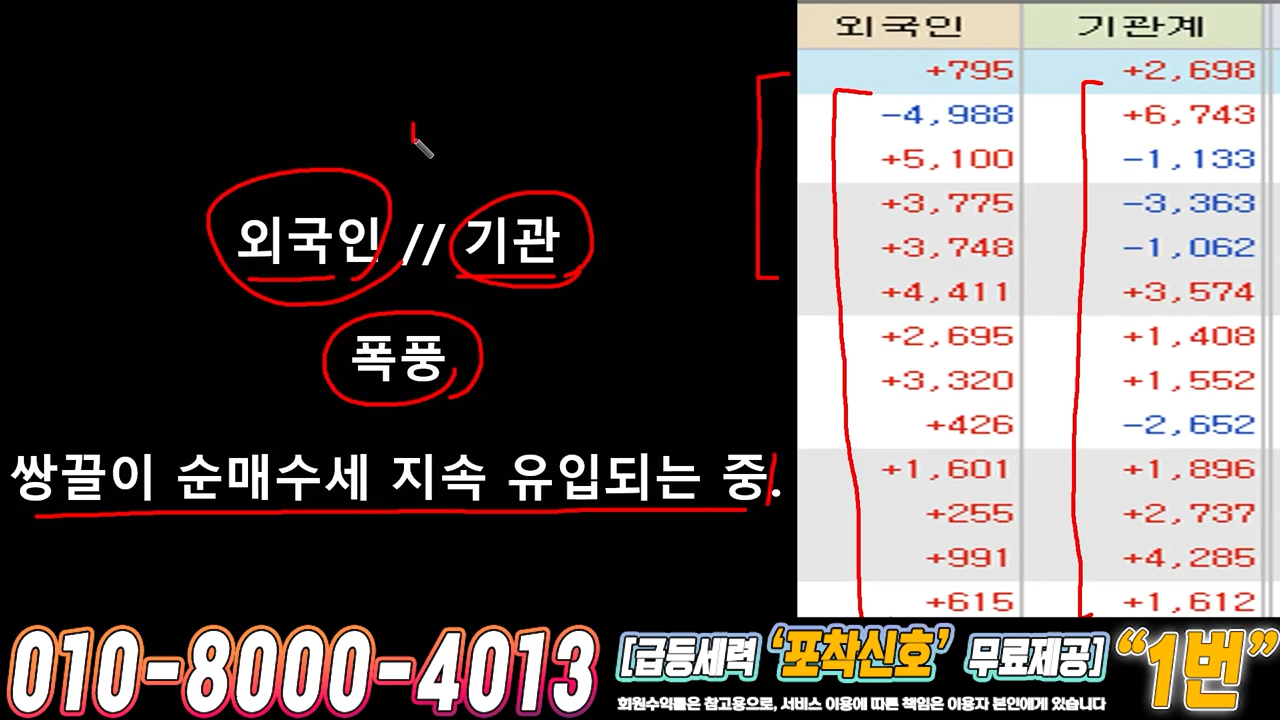 외국인 // 기관
폭풍
쌍끌이 순매수세 지속 유입되는 중.
외국인 기관계
+795 +2,698
-4,988 +6,743
+5,100 -1,133
+3,775 -3,363
+3,748 -1,062
+4,411 +3,574
+2,695 +1,408
+3,320 +1,552
+426 -2,652
+1,601 +1,896
+255 +2,737
+991 +4,285
+615 +1,612
010-8000-4013 [급등세력 ‘포착신호’ 무료제공] “1번”
회원수익률은 참고용으로, 서비스 이용에 따른 책임은 이용자 본인에게 있습니다